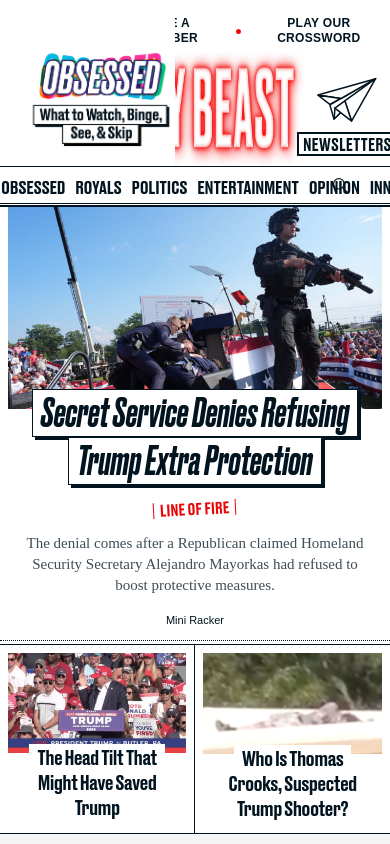 E A
BER
PLAY OUR
CROSSWORD
OBSESSED
What to Watch, Binge,
See, & Skip
Y BEAST
NEWSLETTERS
OBSESSED ROYALS POLITICS ENTERTAINMENT OPINION INN
Secret Service Denies Refusing
Trump Extra Protection
LINE OF FIRE
The denial comes after a Republican claimed Homeland
Security Secretary Alejandro Mayorkas had refused to
boost protective measures.
Mini Racker
TRUMP
The Head Tilt That
Might Have Saved
Trump
Who Is Thomas
Crooks, Suspected
Trump Shooter?